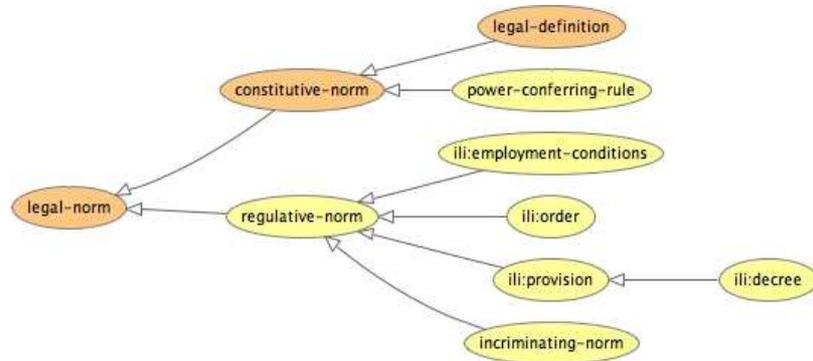 legal-definition
constitutive-norm
power-conferring-rule
ili:employment-conditions
legal-norm
regulative-norm
ili:order
ili:provision
ili:decree
incriminating-norm